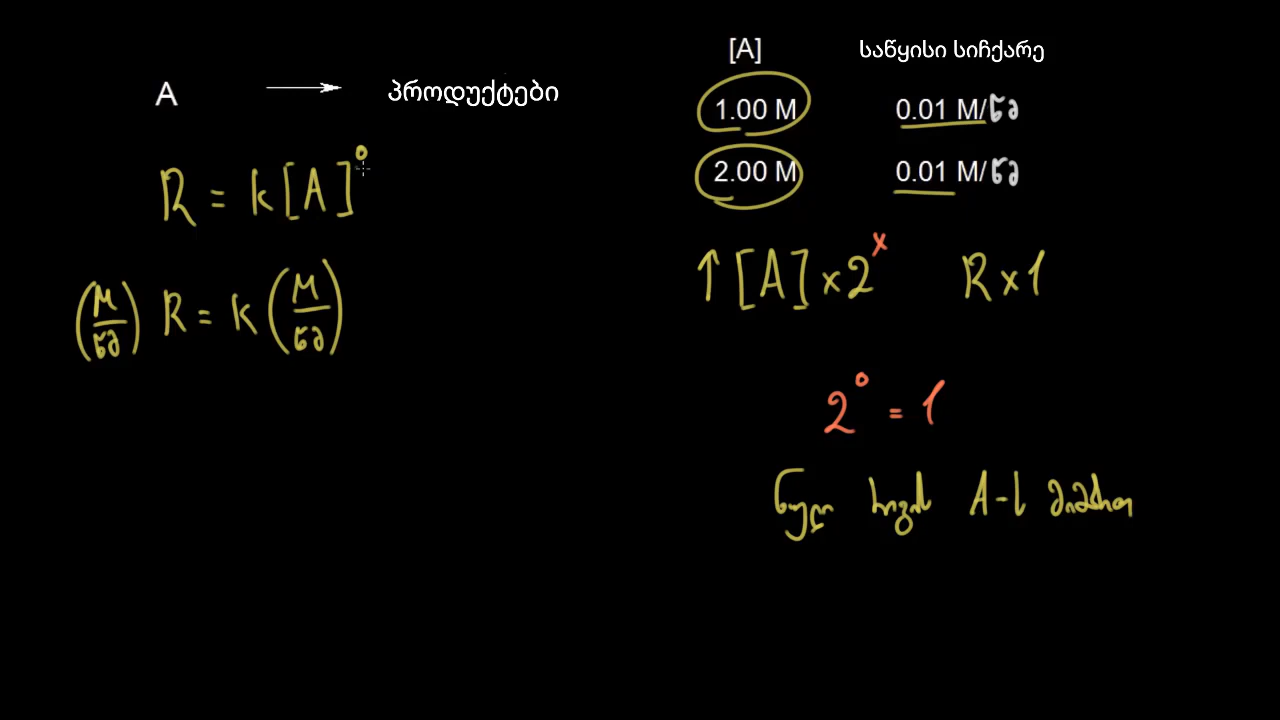 A ⟶ პროდუქტები
R = k[A]⁰
(M/წმ) R = k(M/წმ)
[A] საწყისი სიჩქარე
1.00 M 0.01 M/წმ
2.00 M 0.01 M/წმ
↑[A]×2ˣ R×1
2⁰ = 1
ნული რიგის A-ს მიმართ